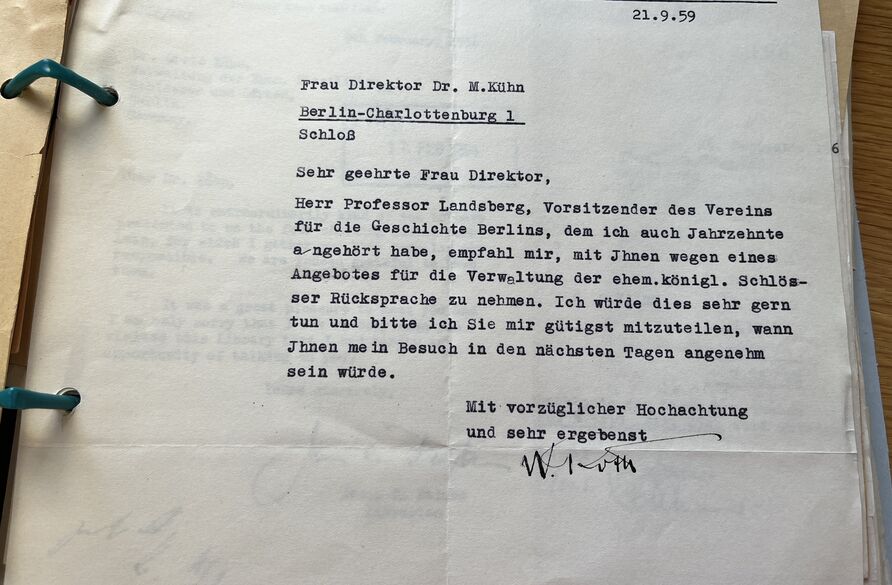 21.9.59
Frau Direktor Dr. M.Kühn
Berlin-Charlottenburg 1
Schloß
6
Sehr geehrte Frau Direktor,
Herr Professor Landsberg, Vorsitzender des Vereins
für die Geschichte Berlins, dem ich auch Jahrzehnte
angehört habe, empfahl mir, mit Jhnen wegen eines
Angebotes für die Verwaltung der ehem.königl. Schlös-
ser Rücksprache zu nehmen. Ich würde dies sehr gern
tun und bitte ich Sie mir gütigst mitzuteilen, wann
Jhnen mein Besuch in den nächsten Tagen angenehm
sein würde.
Mit vorzüglicher Hochachtung
und sehr ergebenst
W.